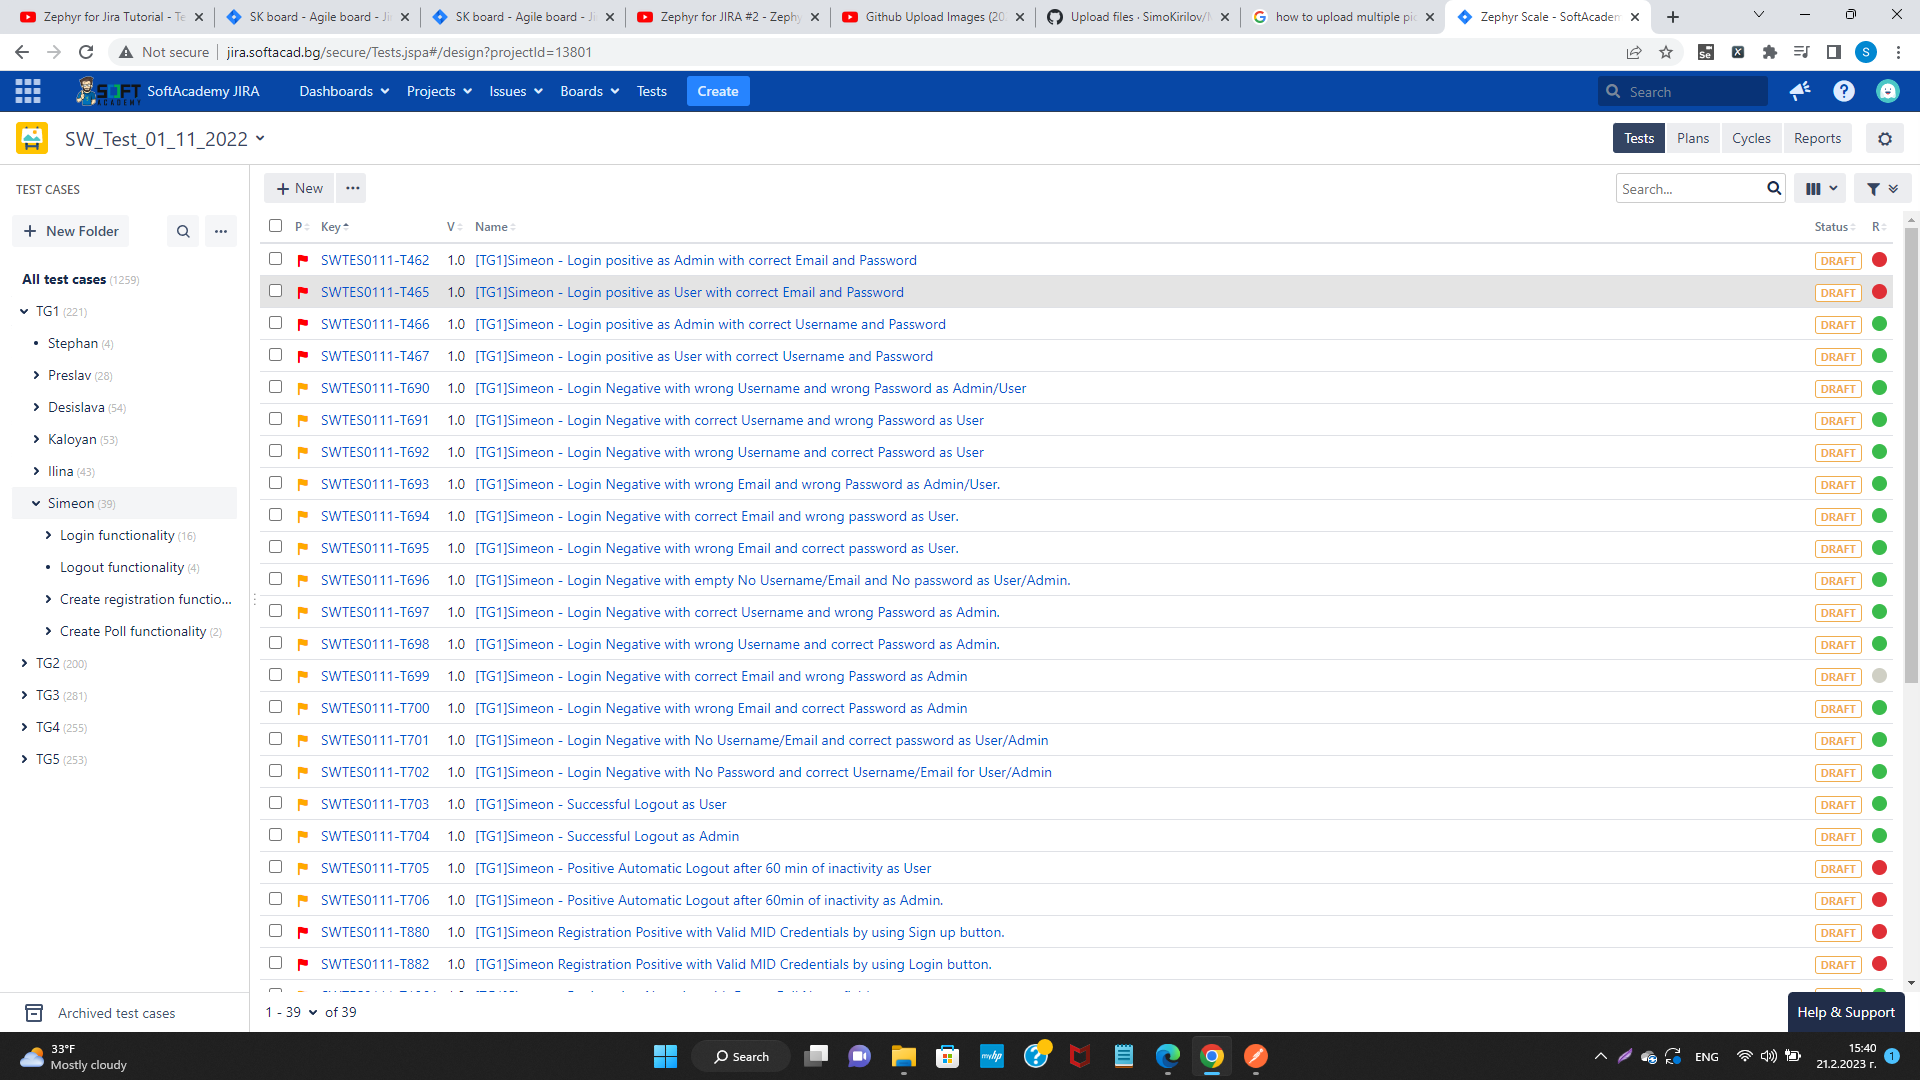 Zephyr for Jira Tutorial - Te
SK board - Agile board - Ji
SK board - Agile board - Ji
Zephyr for JIRA #2 - Zephy
Github Upload Images (20
Upload files · SimoKirilov/
how to upload multiple pi
Zephyr Scale - SoftAcadem
Not secure
jira.softacad.bg/secure/Tests.jspa#/design?projectId=13801
S
SOFT ACADEMY
SoftAcademy JIRA
Dashboards
Projects
Issues
Boards
Tests
Create
Search
SW_Test_01_11_2022
Tests
Plans
Cycles
Reports
TEST CASES
New Folder
All test cases (1259)
TG1 (221)
Stephan (4)
Preslav (28)
Desislava (54)
Kaloyan (53)
Ilina (43)
Simeon (39)
Login functionality (16)
Logout functionality (4)
Create registration functio...
Create Poll functionality (2)
TG2 (200)
TG3 (281)
TG4 (255)
TG5 (253)
Archived test cases
New
Search...
P Key V Name Status R
SWTES0111-T462 1.0 [TG1]Simeon - Login positive as Admin with correct Email and Password DRAFT
SWTES0111-T465 1.0 [TG1]Simeon - Login positive as User with correct Email and Password DRAFT
SWTES0111-T466 1.0 [TG1]Simeon - Login positive as Admin with correct Username and Password DRAFT
SWTES0111-T467 1.0 [TG1]Simeon - Login positive as User with correct Username and Password DRAFT
SWTES0111-T690 1.0 [TG1]Simeon - Login Negative with wrong Username and wrong Password as Admin/User DRAFT
SWTES0111-T691 1.0 [TG1]Simeon - Login Negative with correct Username and wrong Password as User DRAFT
SWTES0111-T692 1.0 [TG1]Simeon - Login Negative with wrong Username and correct Password as User DRAFT
SWTES0111-T693 1.0 [TG1]Simeon - Login Negative with wrong Email and wrong Password as Admin/User. DRAFT
SWTES0111-T694 1.0 [TG1]Simeon - Login Negative with correct Email and wrong password as User. DRAFT
SWTES0111-T695 1.0 [TG1]Simeon - Login Negative with wrong Email and correct password as User. DRAFT
SWTES0111-T696 1.0 [TG1]Simeon - Login Negative with empty No Username/Email and No password as User/Admin. DRAFT
SWTES0111-T697 1.0 [TG1]Simeon - Login Negative with correct Username and wrong Password as Admin. DRAFT
SWTES0111-T698 1.0 [TG1]Simeon - Login Negative with wrong Username and correct Password as Admin. DRAFT
SWTES0111-T699 1.0 [TG1]Simeon - Login Negative with correct Email and wrong Password as Admin DRAFT
SWTES0111-T700 1.0 [TG1]Simeon - Login Negative with wrong Email and correct Password as Admin DRAFT
SWTES0111-T701 1.0 [TG1]Simeon - Login Negative with No Username/Email and correct password as User/Admin DRAFT
SWTES0111-T702 1.0 [TG1]Simeon - Login Negative with No Password and correct Username/Email for User/Admin DRAFT
SWTES0111-T703 1.0 [TG1]Simeon - Successful Logout as User DRAFT
SWTES0111-T704 1.0 [TG1]Simeon - Successful Logout as Admin DRAFT
SWTES0111-T705 1.0 [TG1]Simeon - Positive Automatic Logout after 60 min of inactivity as User DRAFT
SWTES0111-T706 1.0 [TG1]Simeon - Positive Automatic Logout after 60min of inactivity as Admin. DRAFT
SWTES0111-T880 1.0 [TG1]Simeon Registration Positive with Valid MID Credentials by using Sign up button. DRAFT
SWTES0111-T882 1.0 [TG1]Simeon Registration Positive with Valid MID Credentials by using Login button. DRAFT
1 - 39 of 39
Help & Support
33°F
Mostly cloudy
Search
ENG
15:40
21.2.2023 г.
1